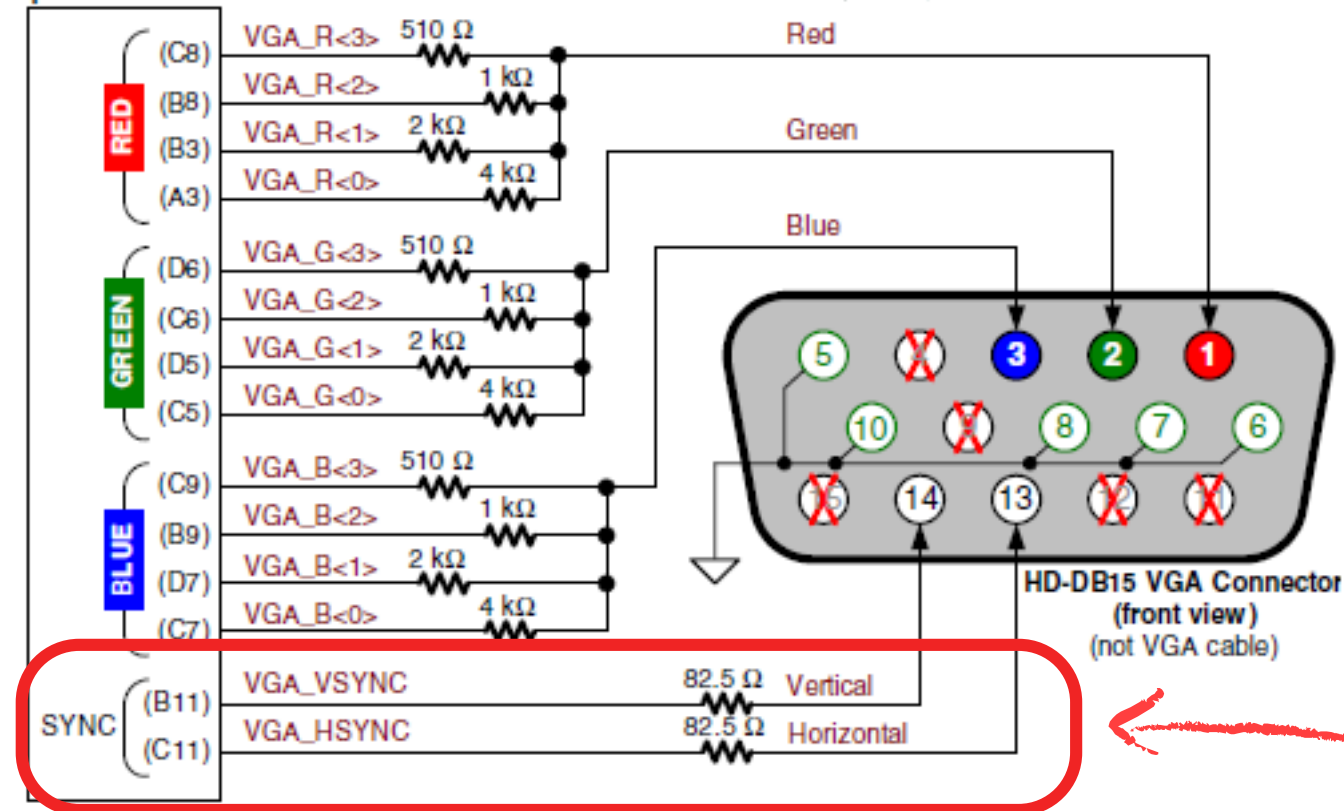 RED
(C8) VGA_R<3> 510 Ω Red
(B8) VGA_R<2> 1 kΩ
(B3) VGA_R<1> 2 kΩ
(A3) VGA_R<0> 4 kΩ
Green
GREEN
(D6) VGA_G<3> 510 Ω
(C6) VGA_G<2> 1 kΩ
(D5) VGA_G<1> 2 kΩ
(C5) VGA_G<0> 4 kΩ
Blue
BLUE
(C9) VGA_B<3> 510 Ω
(B9) VGA_B<2> 1 kΩ
(D7) VGA_B<1> 2 kΩ
(C7) VGA_B<0> 4 kΩ
5 3 2 1
10 8 7 6
14 13
HD-DB15 VGA Connector
(front view)
(not VGA cable)
SYNC
(B11) VGA_VSYNC 82.5 Ω Vertical
(C11) VGA_HSYNC 82.5 Ω Horizontal